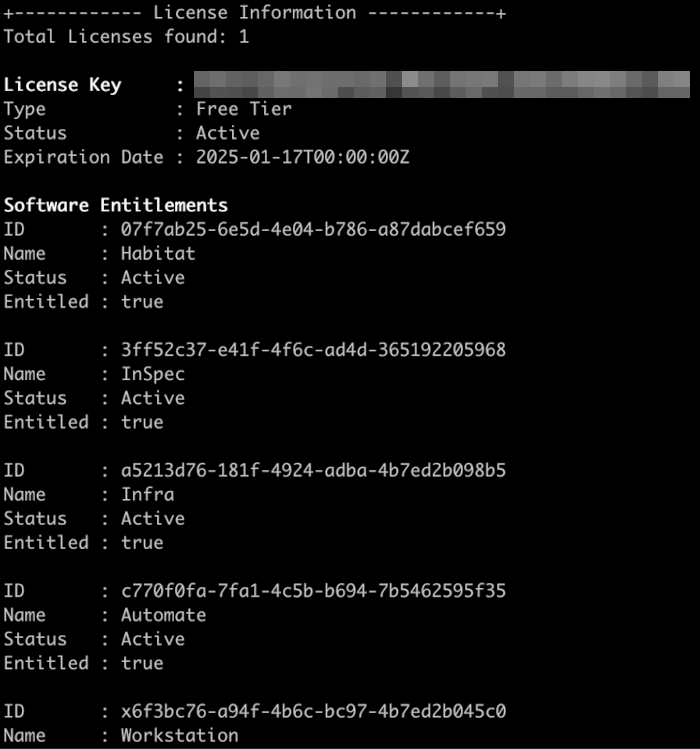 +------------ License Information ------------+
Total Licenses found: 1
License Key     :
Type            : Free Tier
Status          : Active
Expiration Date : 2025-01-17T00:00:00Z
Software Entitlements
ID       : 07f7ab25-6e5d-4e04-b786-a87dabcef659
Name     : Habitat
Status   : Active
Entitled : true
ID       : 3ff52c37-e41f-4f6c-ad4d-365192205968
Name     : InSpec
Status   : Active
Entitled : true
ID       : a5213d76-181f-4924-adba-4b7ed2b098b5
Name     : Infra
Status   : Active
Entitled : true
ID       : c770f0fa-7fa1-4c5b-b694-7b5462595f35
Name     : Automate
Status   : Active
Entitled : true
ID       : x6f3bc76-a94f-4b6c-bc97-4b7ed2b045c0
Name     : Workstation